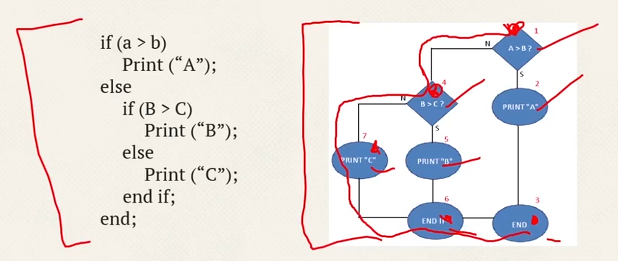 if (a > b)
Print (“A”);
else
if (B > C)
Print (“B”);
else
Print (“C”);
end if;
end;
1
A > B ?
N
S
2
PRINT "A"
4
B > C ?
N
S
7
PRINT "C"
5
PRINT "B"
6
END IF
3
END